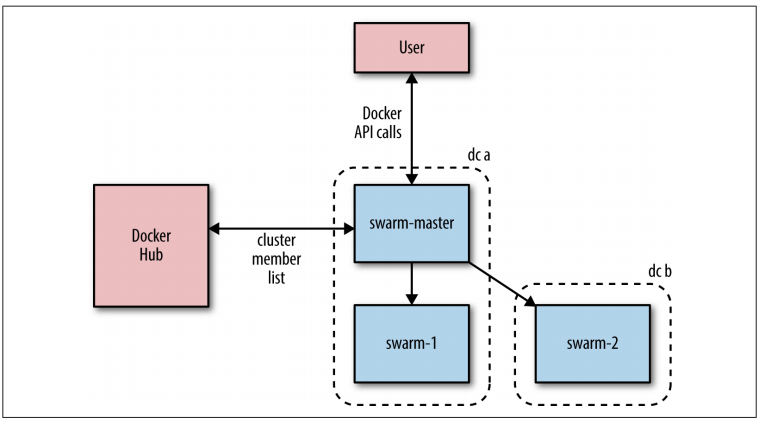 User
Docker
API calls
dc a
swarm-master
Docker
Hub
cluster
member
list
dc b
swarm-1
swarm-2